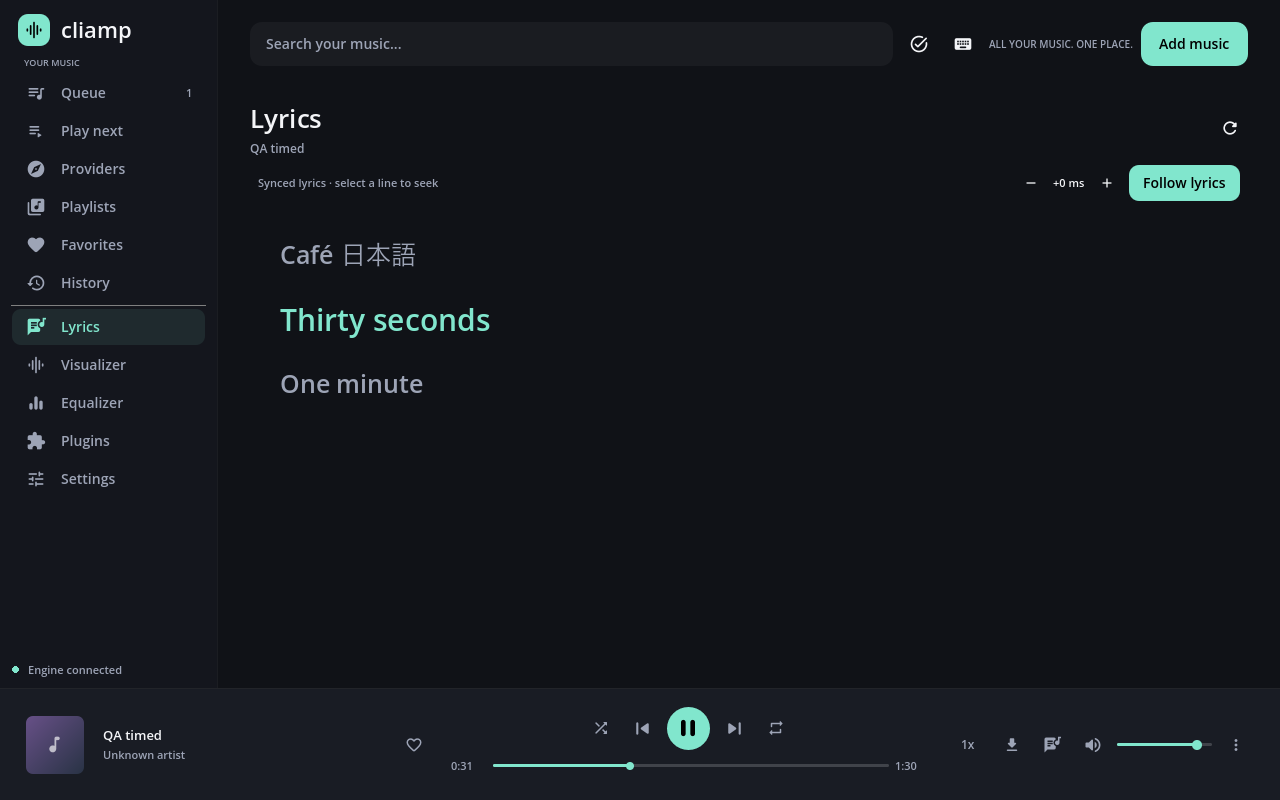 cliamp
YOUR MUSIC
Queue 1
Play next
Providers
Playlists
Favorites
History
Lyrics
Visualizer
Equalizer
Plugins
Settings
Engine connected
Search your music...
ALL YOUR MUSIC. ONE PLACE.
Add music
Lyrics
QA timed
Synced lyrics · select a line to seek
+0 ms
Follow lyrics
Café 日本語
Thirty seconds
One minute
QA timed
Unknown artist
0:31
1:30
1x